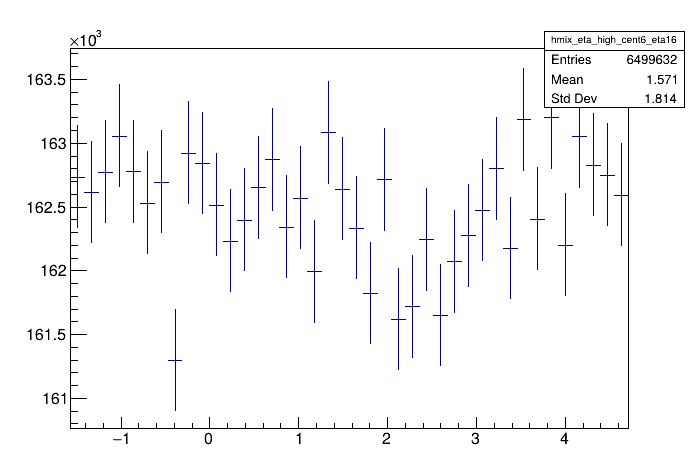 ×10³
hmix_eta_high_cent6_eta16
Entries 6499632
Mean 1.571
Std Dev 1.814
163.5
163
162.5
162
161.5
161
−1 0 1 2 3 4